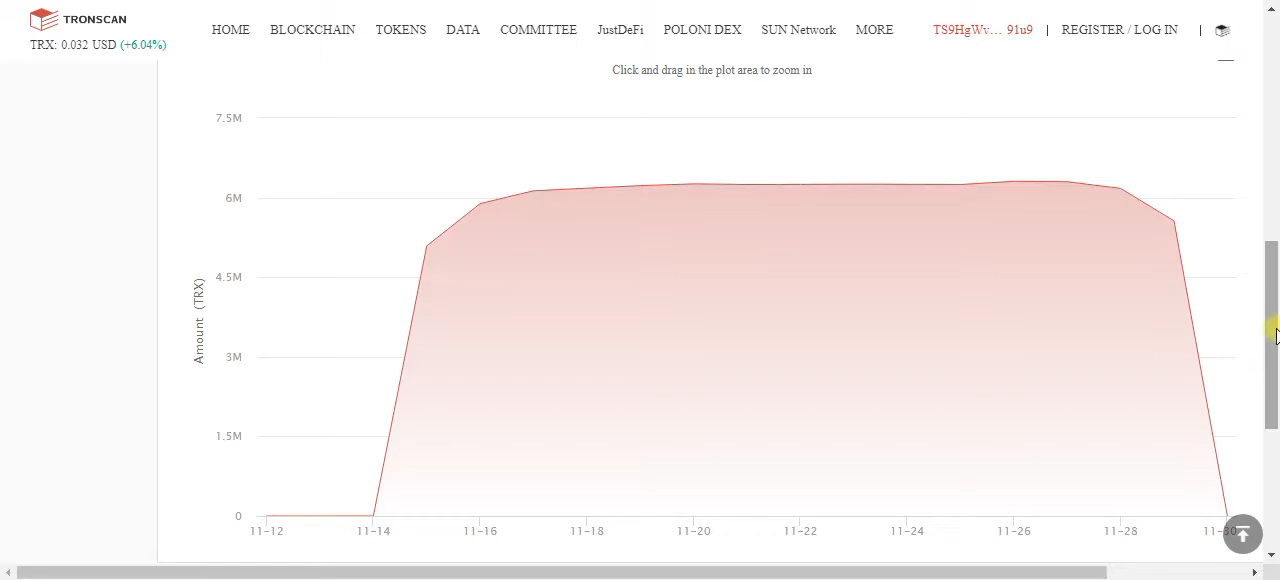 TRONSCAN
TRX: 0.032 USD (+6.04%)
HOME BLOCKCHAIN TOKENS DATA COMMITTEE JustDeFi POLONI DEX SUN Network MORE TS9HgWv... 91u9 | REGISTER / LOG IN |
Click and drag in the plot area to zoom in
7.5M
6M
4.5M
3M
1.5M
0
Amount (TRX)
11-12 11-14 11-16 11-18 11-20 11-22 11-24 11-26 11-28 11-30